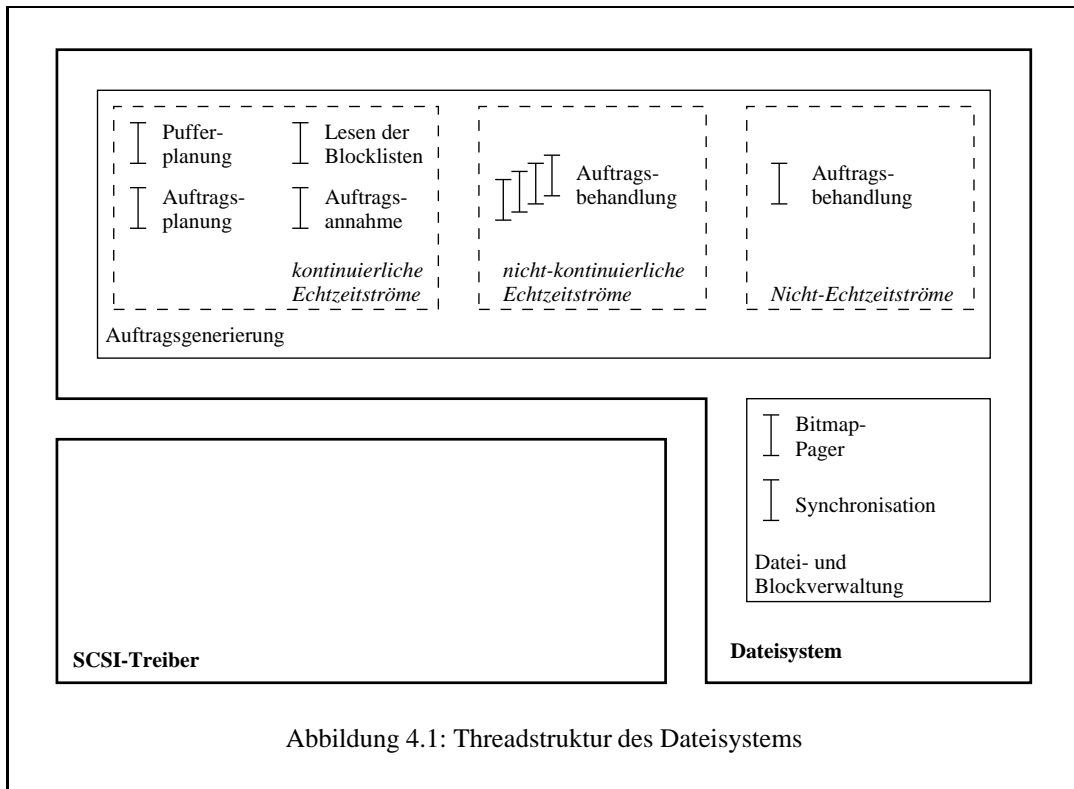 Puffer-
planung
Lesen der
Blocklisten
Auftrags-
planung
Auftrags-
annahme
kontinuierliche
Echtzeitströme
Auftrags-
behandlung
nicht-kontinuierliche
Echtzeitströme
Auftrags-
behandlung
Nicht-Echtzeitströme
Auftragsgenerierung
Bitmap-
Pager
Synchronisation
Datei- und
Blockverwaltung
SCSI-Treiber
Dateisystem
Abbildung 4.1: Threadstruktur des Dateisystems